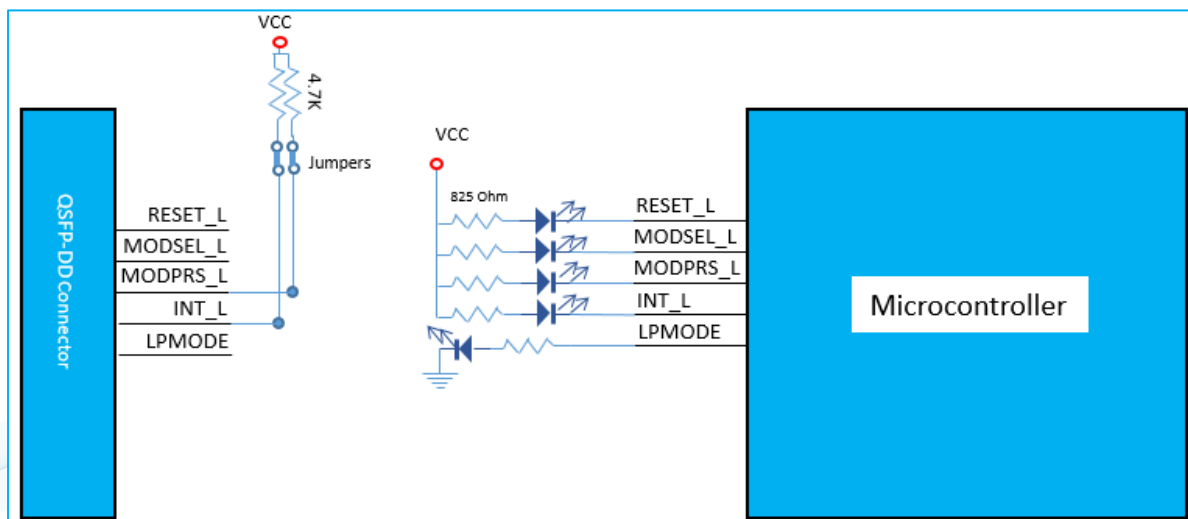 VCC
4.7K
Jumpers
QSFP-DD Connector
RESET_L
MODSEL_L
MODPRS_L
INT_L
LPMODE
VCC
825 Ohm
RESET_L
MODSEL_L
MODPRS_L
INT_L
LPMODE
Microcontroller